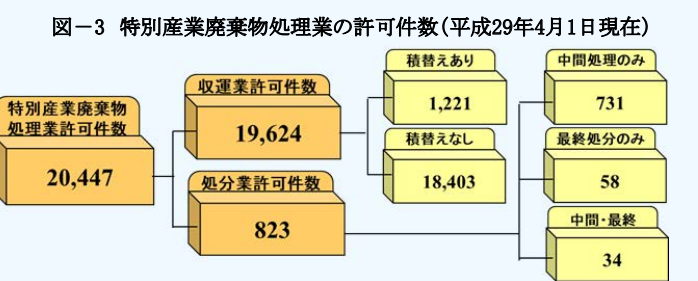 図－3 特別産業廃棄物処理業の許可件数(平成29年4月1日現在)
特別産業廃棄物
処理業許可件数
20,447
収運業許可件数
19,624
処分業許可件数
823
積替えあり
1,221
積替えなし
18,403
中間処理のみ
731
最終処分のみ
58
中間・最終
34